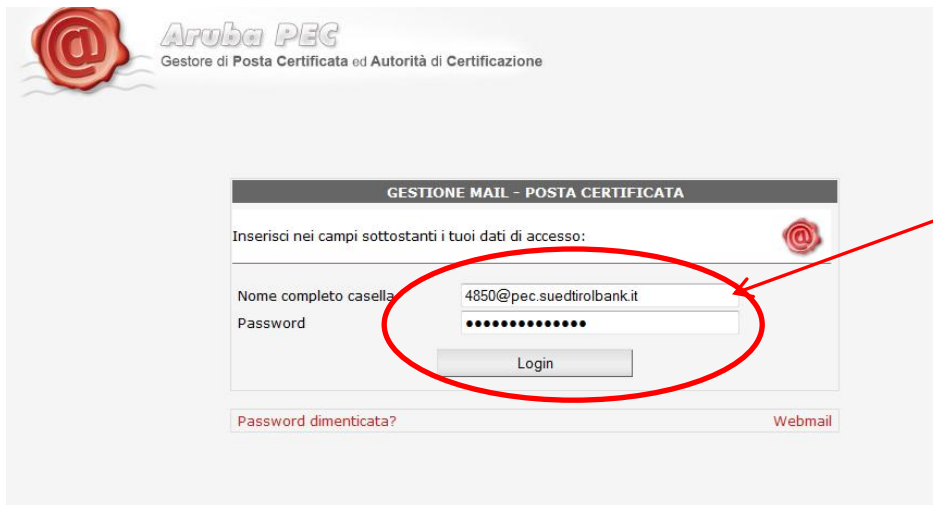 Aruba PEC
Gestore di Posta Certificata ed Autorità di Certificazione
GESTIONE MAIL - POSTA CERTIFICATA
Inserisci nei campi sottostanti i tuoi dati di accesso:
Nome completo casella 4850@pec.suedtirolbank.it
Password ••••••••••••••
Login
Password dimenticata? Webmail